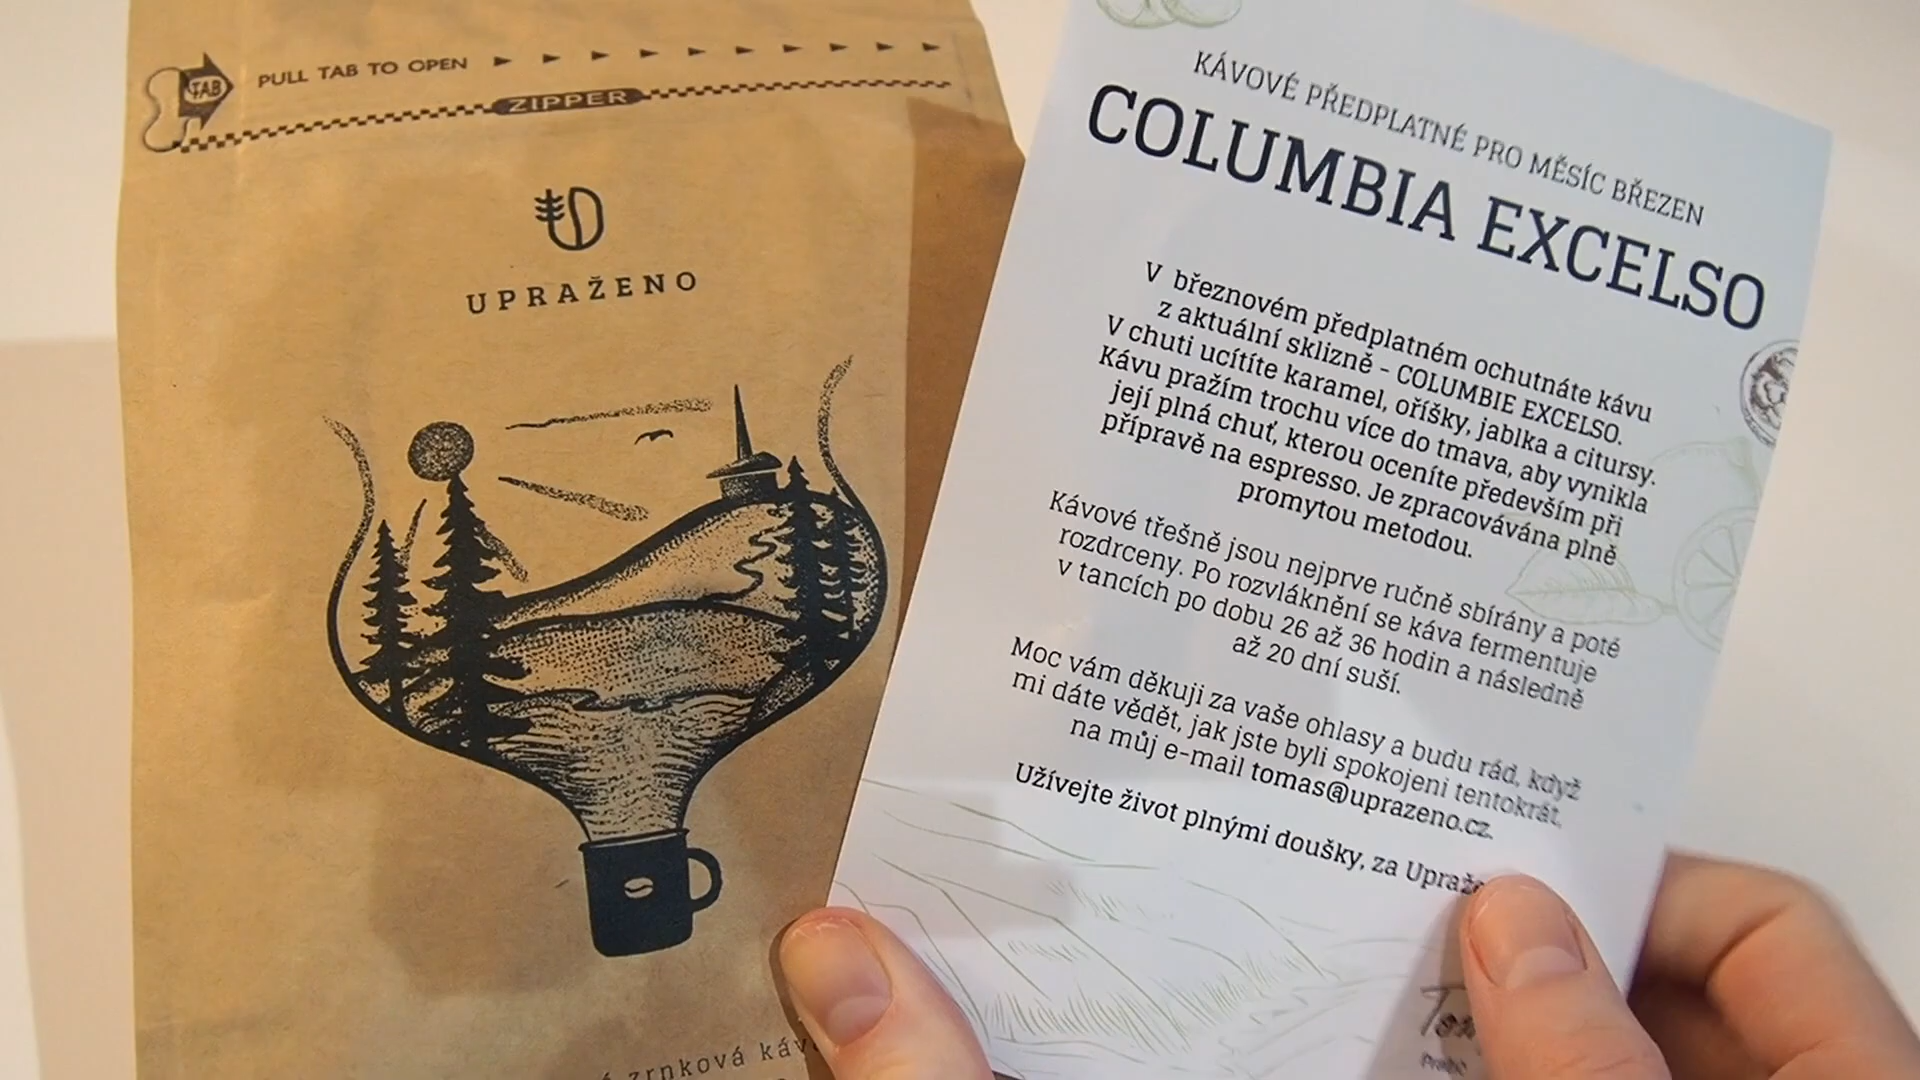 TAB
PULL TAB TO OPEN
ZIPPER
UPRAŽENO
zrnková
KÁVOVÉ PŘEDPLATNÉ PRO MĚSÍC BŘEZEN
COLUMBIA EXCELSO
V březnovém předplatném ochutnáte kávu
z aktuální sklizně - COLUMBIE EXCELSO.
V chuti ucítíte karamel, oříšky, jablka a citursy.
Kávu pražím trochu více do tmava, aby vynikla
její plná chuť, kterou oceníte především při
přípravě na espresso. Je zpracovávána plně
promytou metodou.
Kávové třešně jsou nejprve ručně sbírány a poté
rozdrceny. Po rozvláknění se káva fermentuje
v tancích po dobu 26 až 36 hodin a následně
až 20 dní suší.
Moc vám děkuji za vaše ohlasy a budu rád, když
mi dáte vědět, jak jste byli spokojeni tentokrát,
na můj e-mail tomas@uprazeno.cz.
Užívejte život plnými doušky, za